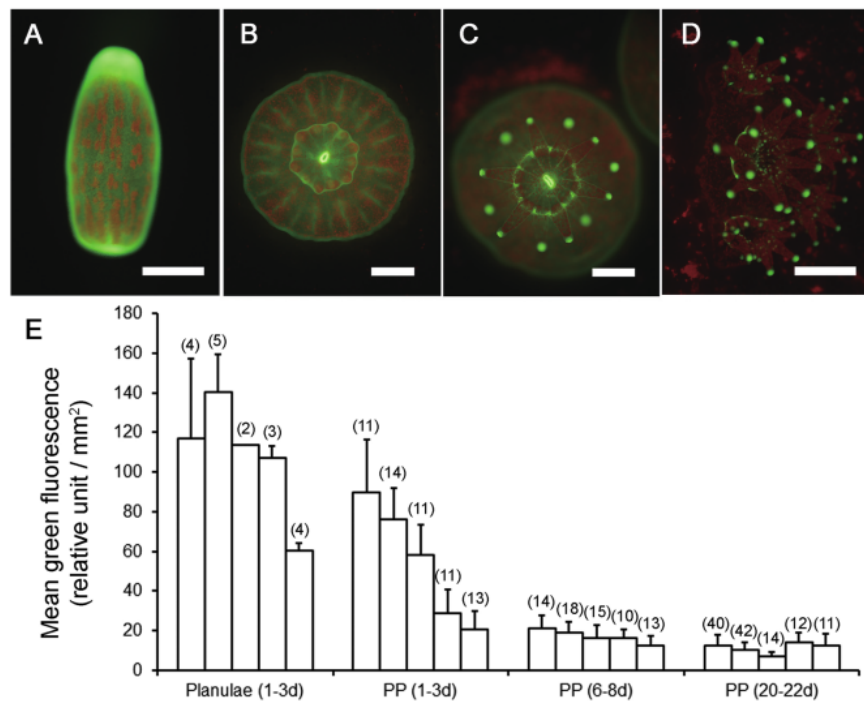 A B C D
E
Mean green fluorescence
(relative unit / mm²)
180
160
140
120
100
80
60
40
20
0
(4) (5) (2) (3) (4)
(11) (14) (11) (11) (13)
(14) (18) (15) (10) (13)
(40) (42) (14) (12) (11)
Planulae (1-3d) PP (1-3d) PP (6-8d) PP (20-22d)